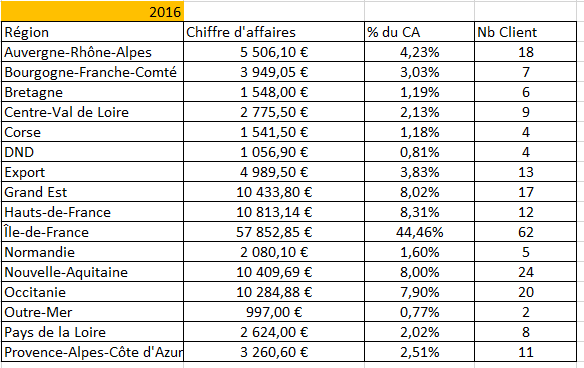 2016
Région Chiffre d'affaires % du CA Nb Client
Auvergne-Rhône-Alpes 5 506,10 € 4,23% 18
Bourgogne-Franche-Comté 3 949,05 € 3,03% 7
Bretagne 1 548,00 € 1,19% 6
Centre-Val de Loire 2 775,50 € 2,13% 9
Corse 1 541,50 € 1,18% 4
DND 1 056,90 € 0,81% 4
Export 4 989,50 € 3,83% 13
Grand Est 10 433,80 € 8,02% 17
Hauts-de-France 10 813,14 € 8,31% 12
Île-de-France 57 852,85 € 44,46% 62
Normandie 2 080,10 € 1,60% 5
Nouvelle-Aquitaine 10 409,69 € 8,00% 24
Occitanie 10 284,88 € 7,90% 20
Outre-Mer 997,00 € 0,77% 2
Pays de la Loire 2 624,00 € 2,02% 8
Provence-Alpes-Côte d'Azur 3 260,60 € 2,51% 11